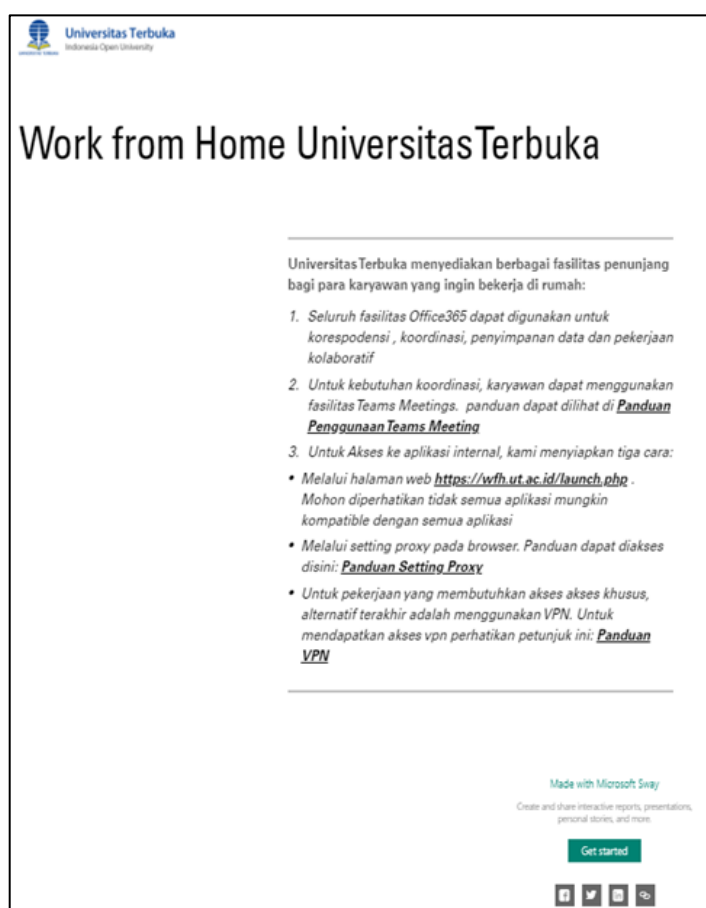 Universitas Terbuka
Indonesia Open University
UNIVERSITAS TERBUKA
Work from Home Universitas Terbuka
Universitas Terbuka menyediakan berbagai fasilitas penunjang
bagi para karyawan yang ingin bekerja di rumah:
1. Seluruh fasilitas Office365 dapat digunakan untuk
korespodensi , koordinasi, penyimpanan data dan pekerjaan
kolaboratif
2. Untuk kebutuhan koordinasi, karyawan dapat menggunakan
fasilitas Teams Meetings. panduan dapat dilihat di Panduan
Penggunaan Teams Meeting
3. Untuk Akses ke aplikasi internal, kami menyiapkan tiga cara:
• Melalui halaman web https://wfh.ut.ac.id/launch.php .
Mohon diperhatikan tidak semua aplikasi mungkin
kompatible dengan semua aplikasi
• Melalui setting proxy pada browser. Panduan dapat diakses
disini: Panduan Setting Proxy
• Untuk pekerjaan yang membutuhkan akses akses khusus,
alternatif terakhir adalah menggunakan VPN. Untuk
mendapatkan akses vpn perhatikan petunjuk ini: Panduan
VPN
Made with Microsoft Sway
Create and share interactive reports, presentations,
personal stories, and more.
Get started